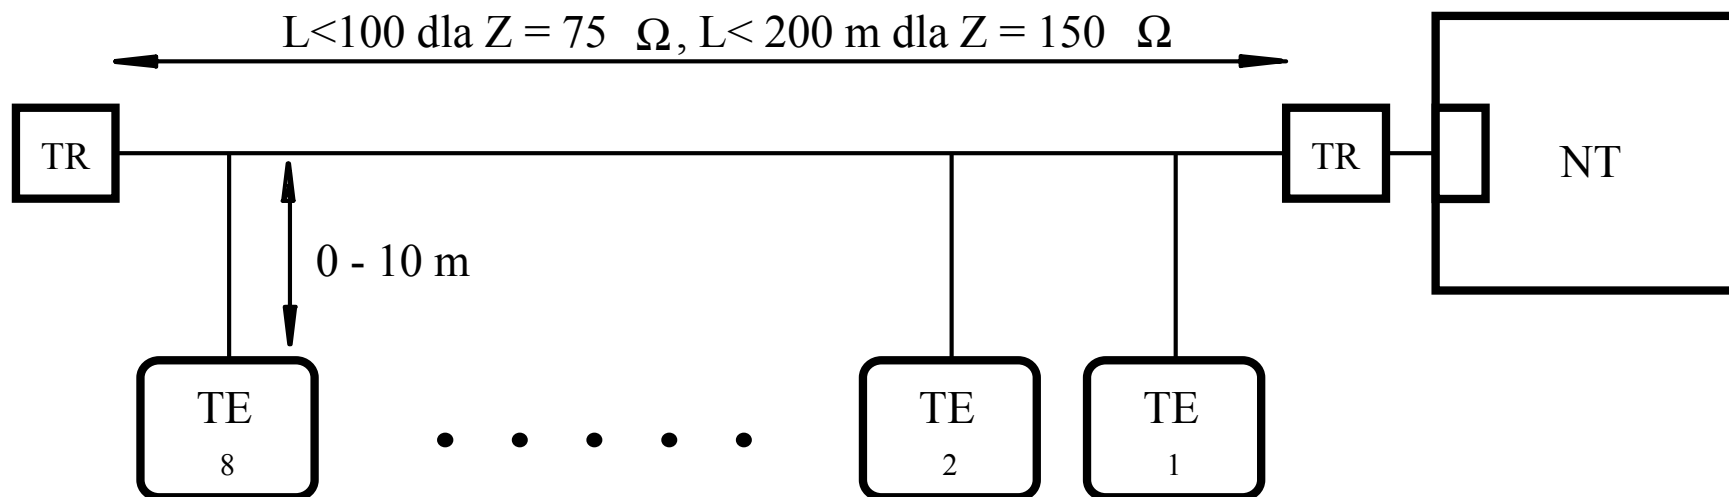 L<100 dla Z = 75 Ω, L< 200 m dla Z = 150 Ω
TR
TR
NT
0 - 10 m
TE
8
TE
2
TE
1